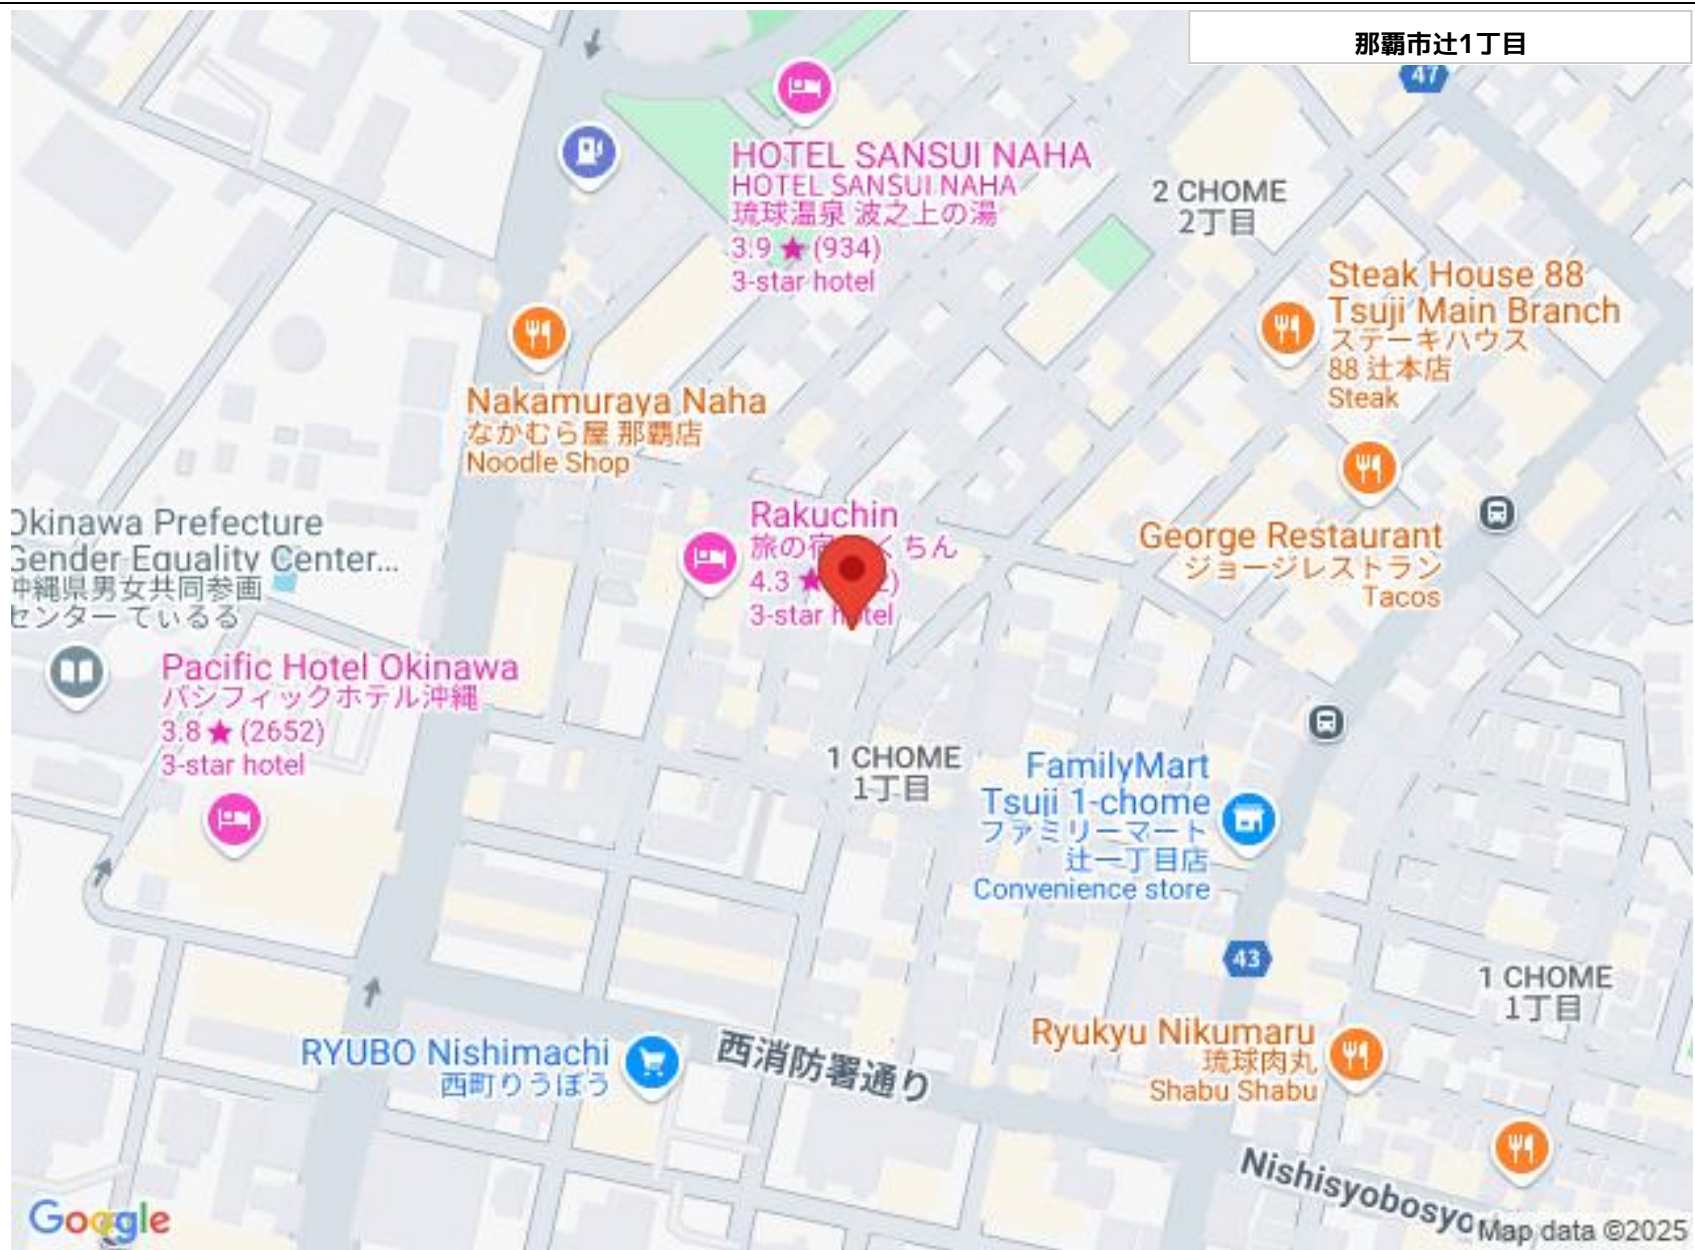 那覇市辻1丁目
47
HOTEL SANSUI NAHA
HOTEL SANSUI NAHA
琉球温泉 波之上の湯
3.9 ★ (934)
3-star hotel
2 CHOME
2丁目
Steak House 88
Tsuji Main Branch
ステーキハウス
88 辻本店
Steak
Nakamuraya Naha
なかむら屋 那覇店
Noodle Shop
Okinawa Prefecture
Gender Equality Center...
沖縄県男女共同参画
センター てぃるる
Rakuchin
旅の宿 くちん
4.3 ★
3-star hotel
George Restaurant
ジョージレストラン
Tacos
Pacific Hotel Okinawa
パシフィックホテル沖縄
3.8 ★ (2652)
3-star hotel
1 CHOME
1丁目
FamilyMart
Tsuji 1-chome
ファミリーマート
辻一丁目店
Convenience store
43
1 CHOME
1丁目
RYUBO Nishimachi
西町りうぼう
西消防署通り
Ryukyu Nikumaru
琉球肉丸
Shabu Shabu
Nishisyobosyo
Google
Map data ©2025